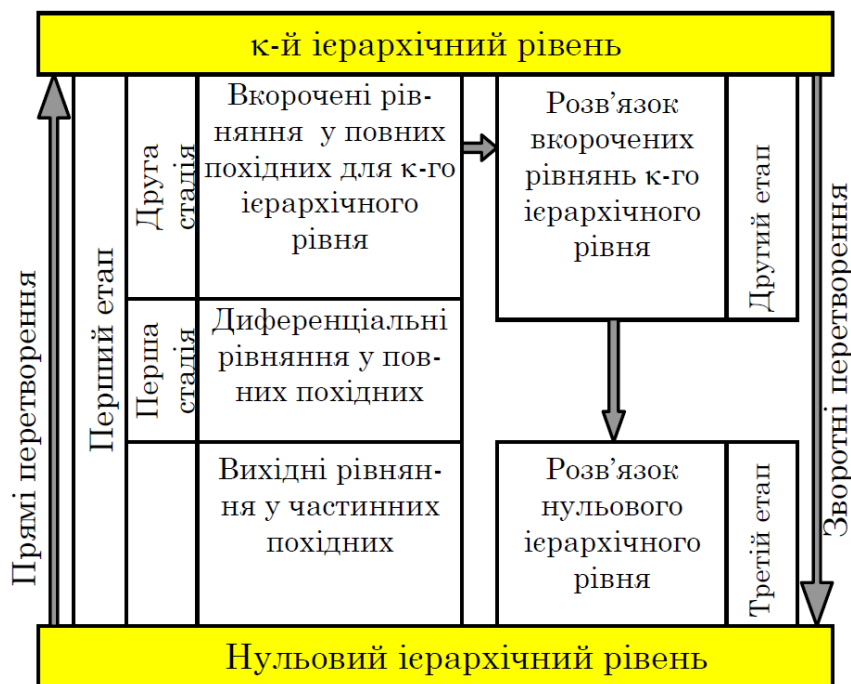 κ-й ієрархічний рівень
Прямі перетворення
Перший етап
Друга
стадія
Вкорочені рів-
няння у повних
похідних для κ-го
ієрархічного
рівня
Розв'язок
вкорочених
рівнянь κ-го
ієрархічного
рівня
Другий етап
Зворотні перетворення
Перша
стадія
Диференціальні
рівняння у пов-
них похідних
Вихідні рівнян-
ня у частинних
похідних
Розв'язок
нульового
ієрархічного
рівня
Третій етап
Нульовий ієрархічний рівень